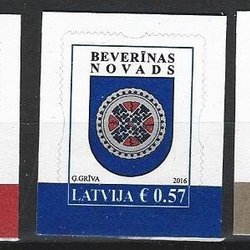 BEVERĪNAS
NOVADS
Ģ.GRĪVA
2016
LATVIJA € 0.57